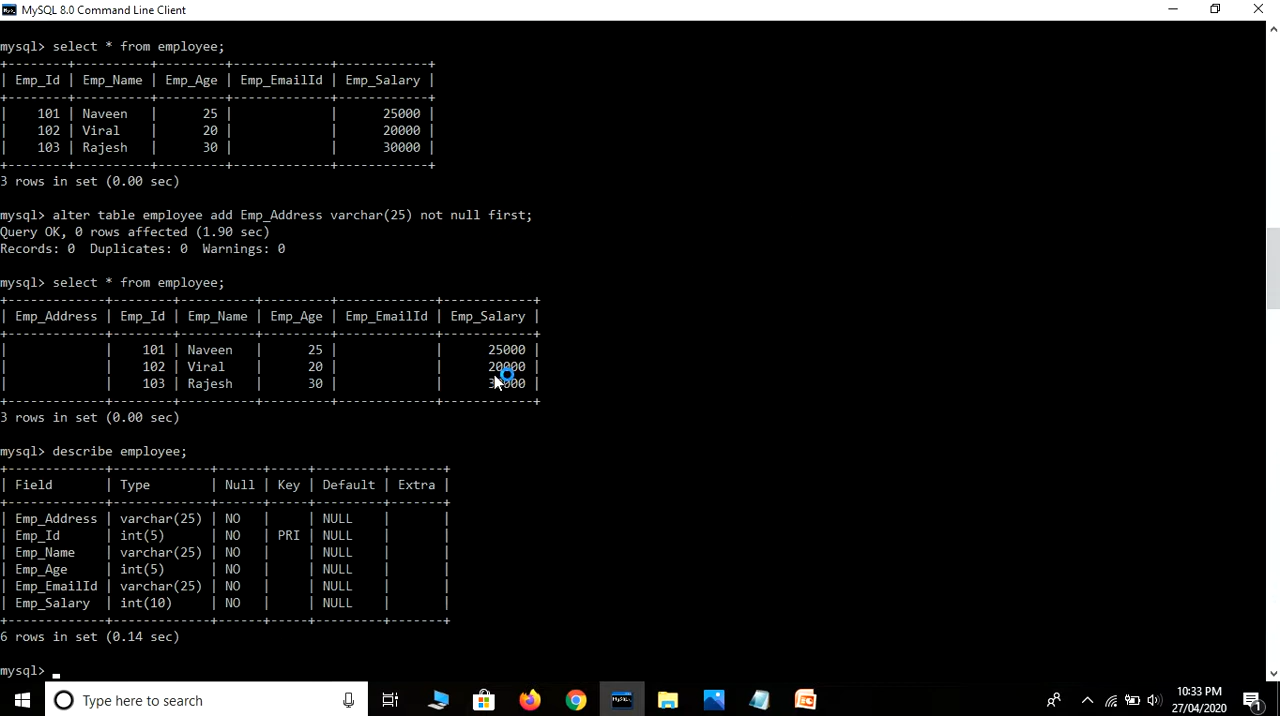 MySQL 8.0 Command Line Client
mysql> select * from employee;
+--------+----------+---------+-------------+------------+
| Emp_Id | Emp_Name | Emp_Age | Emp_EmailId | Emp_Salary |
+--------+----------+---------+-------------+------------+
|    101 | Naveen   |      25 |             |      25000 |
|    102 | Viral    |      20 |             |      20000 |
|    103 | Rajesh   |      30 |             |      30000 |
+--------+----------+---------+-------------+------------+
3 rows in set (0.00 sec)
mysql> alter table employee add Emp_Address varchar(25) not null first;
Query OK, 0 rows affected (1.90 sec)
Records: 0  Duplicates: 0  Warnings: 0
mysql> select * from employee;
+-------------+--------+----------+---------+-------------+------------+
| Emp_Address | Emp_Id | Emp_Name | Emp_Age | Emp_EmailId | Emp_Salary |
+-------------+--------+----------+---------+-------------+------------+
|             |    101 | Naveen   |      25 |             |      25000 |
|             |    102 | Viral    |      20 |             |      20000 |
|             |    103 | Rajesh   |      30 |             |      30000 |
+-------------+--------+----------+---------+-------------+------------+
3 rows in set (0.00 sec)
mysql> describe employee;
+-------------+-------------+------+-----+---------+-------+
| Field       | Type        | Null | Key | Default | Extra |
+-------------+-------------+------+-----+---------+-------+
| Emp_Address | varchar(25) | NO   |     | NULL    |       |
| Emp_Id      | int(5)      | NO   | PRI | NULL    |       |
| Emp_Name    | varchar(25) | NO   |     | NULL    |       |
| Emp_Age     | int(5)      | NO   |     | NULL    |       |
| Emp_EmailId | varchar(25) | NO   |     | NULL    |       |
| Emp_Salary  | int(10)     | NO   |     | NULL    |       |
+-------------+-------------+------+-----+---------+-------+
6 rows in set (0.14 sec)
mysql> _
Type here to search
10:33 PM
27/04/2020
1